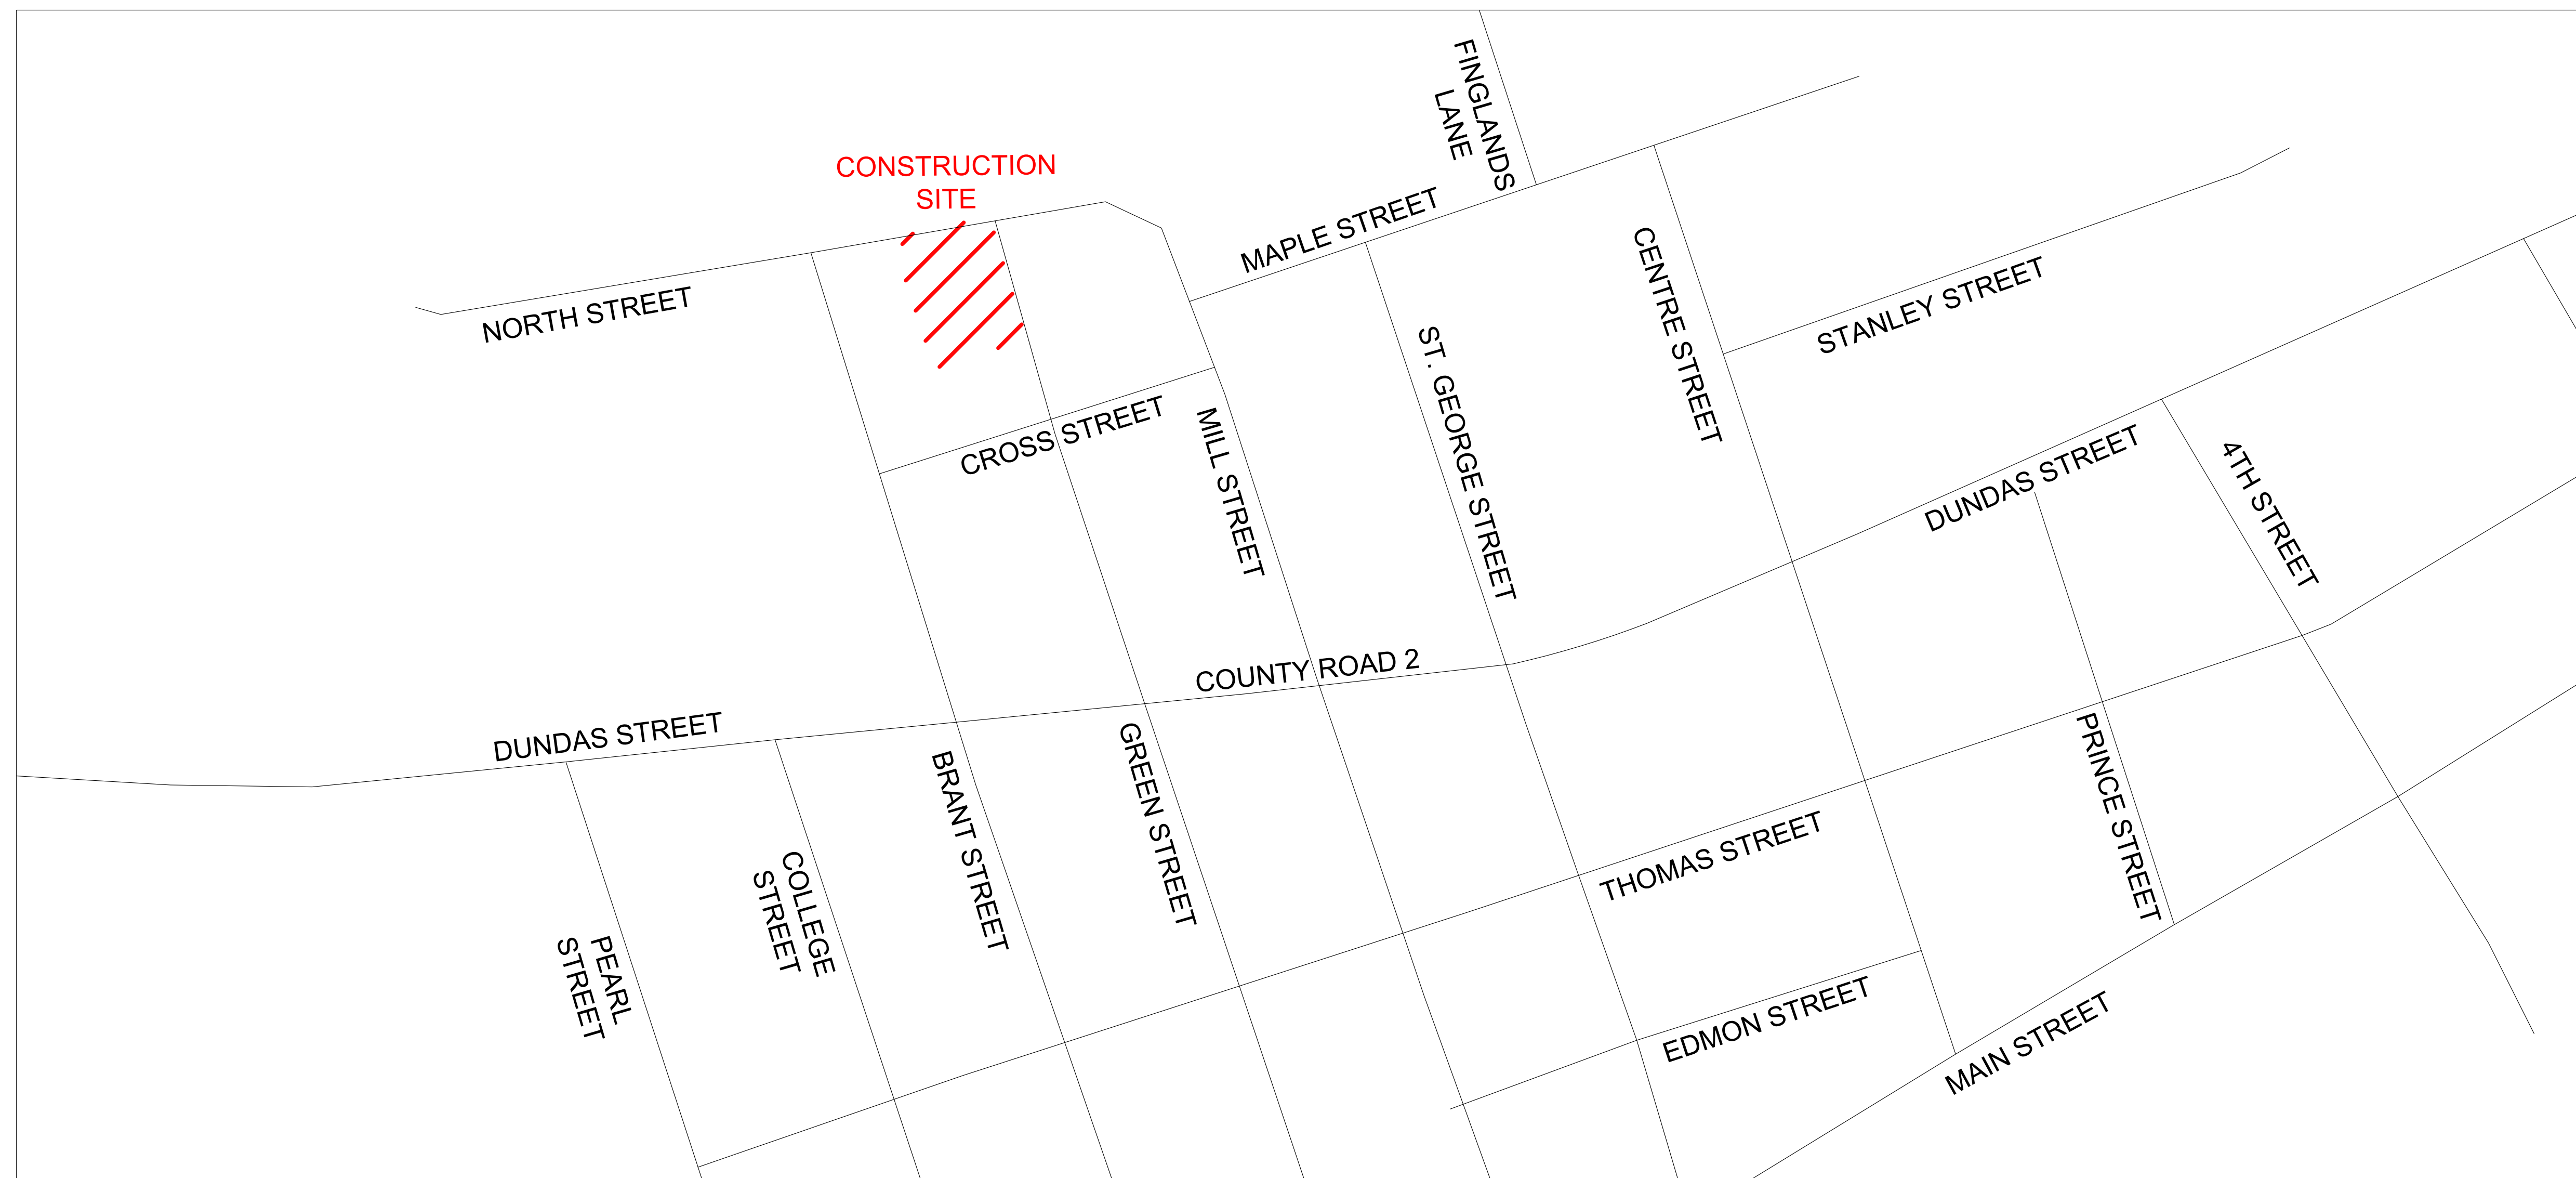 FINGLANDS
LANE
CONSTRUCTION
SITE
MAPLE STREET
NORTH STREET
CENTRE STREET
STANLEY STREET
ST. GEORGE STREET
CROSS STREET
MILL STREET
DUNDAS STREET
4TH STREET
COUNTY ROAD 2
DUNDAS STREET
BRANT STREET
GREEN STREET
PRINCE STREET
THOMAS STREET
COLLEGE
STREET
PEARL
STREET
EDMON STREET
MAIN STREET